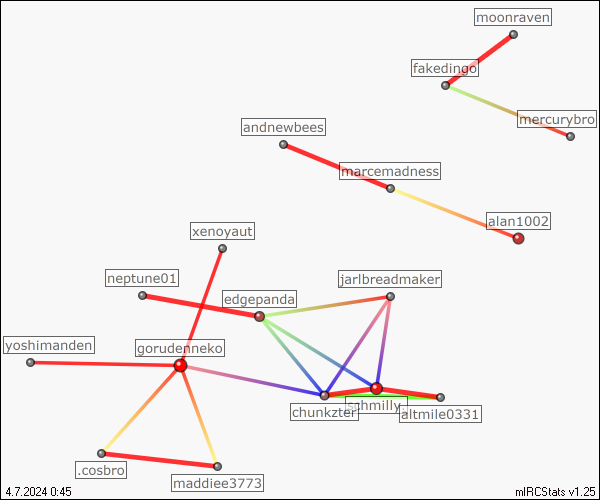 moonraven
fakedingo
mercurybro
andnewbees
marcemadness
alan1002
xenoyaut
neptune01
jarlbreadmaker
edgepanda
yoshimanden
gorudenneko
chunkzter
schmilly
altmile0331
.cosbro
maddiee3773
4.7.2024 0:45
mIRCStats v1.25